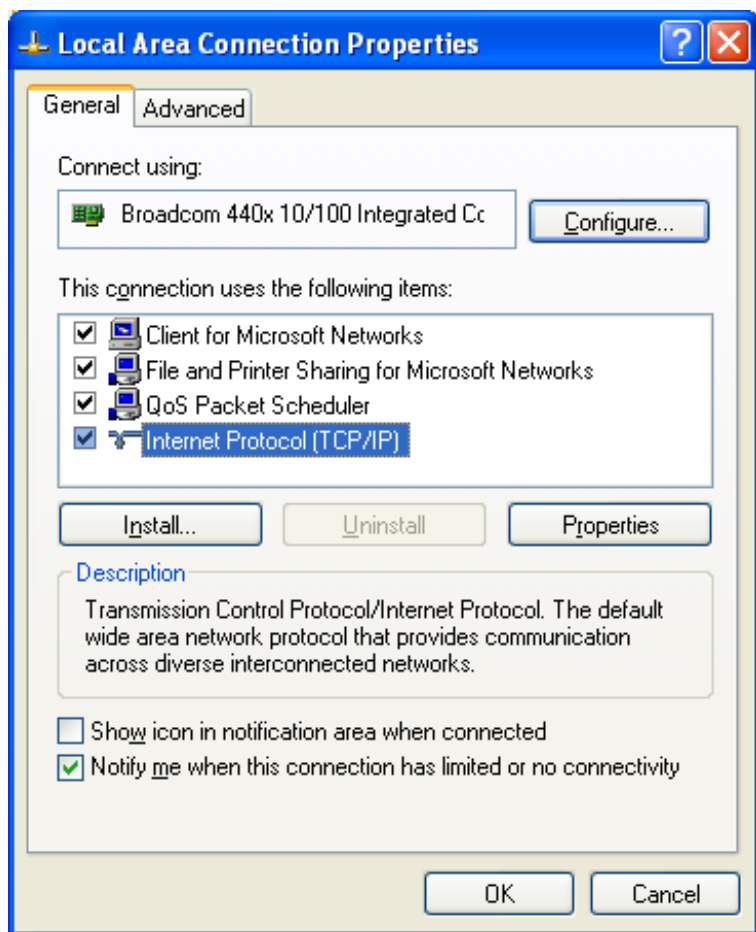 Local Area Connection Properties
General
Advanced
Connect using:
Broadcom 440x 10/100 Integrated Cc
Configure...
This connection uses the following items:
Client for Microsoft Networks
File and Printer Sharing for Microsoft Networks
QoS Packet Scheduler
Internet Protocol (TCP/IP)
Install...
Uninstall
Properties
Description
Transmission Control Protocol/Internet Protocol. The default
wide area network protocol that provides communication
across diverse interconnected networks.
Show icon in notification area when connected
Notify me when this connection has limited or no connectivity
OK
Cancel